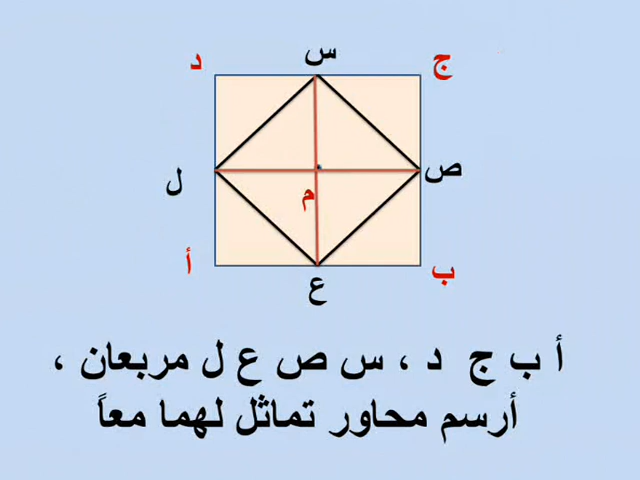 س
د
ج
ل
ص
م
أ
ب
ع
أ ب ج د ، س ص ع ل مربعان ،
أرسم محاور تماثل لهما معاً